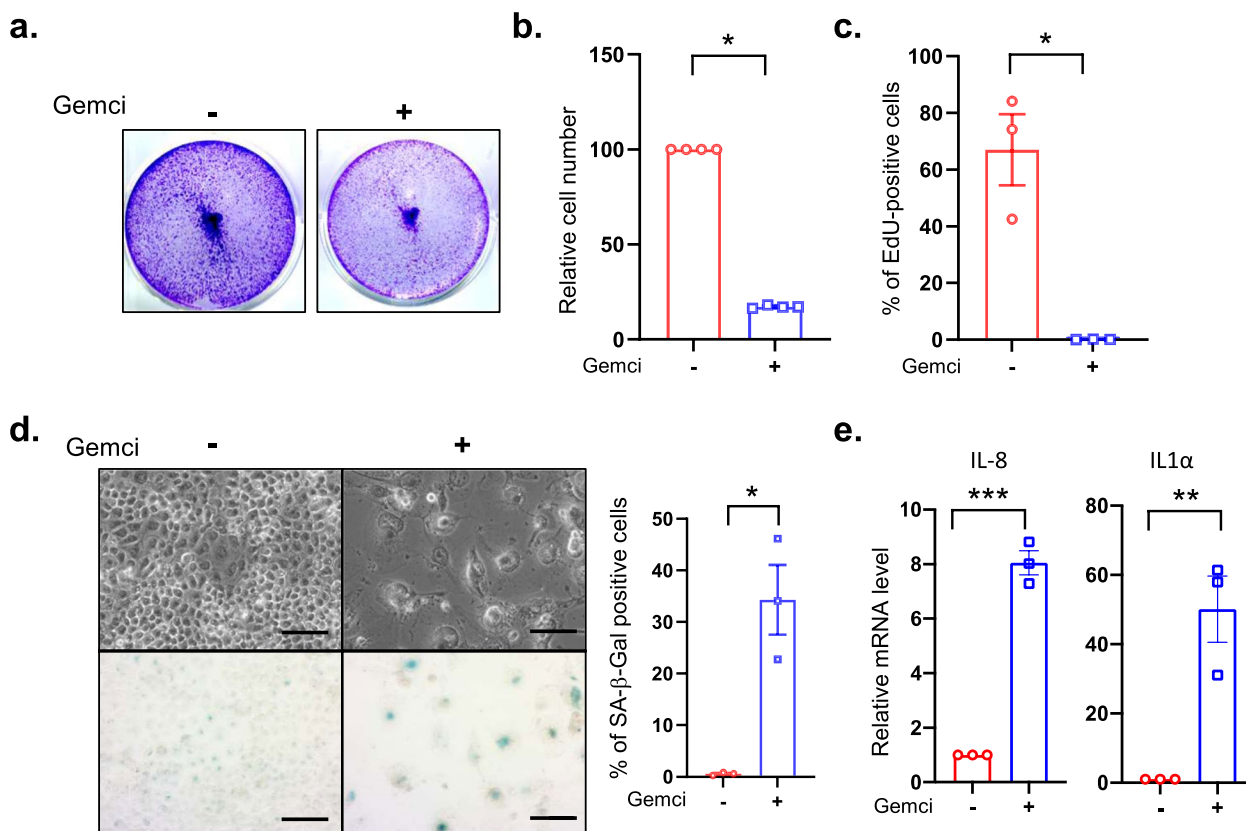 a.
Gemci - +
b.
Relative cell number
150
100
50
0
*
Gemci - +
c.
% of EdU-positive cells
100
80
60
40
20
0
*
Gemci - +
d.
Gemci - +
% of SA-β-Gal positive cells
50
40
30
20
10
0
*
Gemci - +
e.
Relative mRNA level
IL-8
***
10
8
6
4
2
0
Gemci - +
IL1α
**
80
60
40
20
0
- +